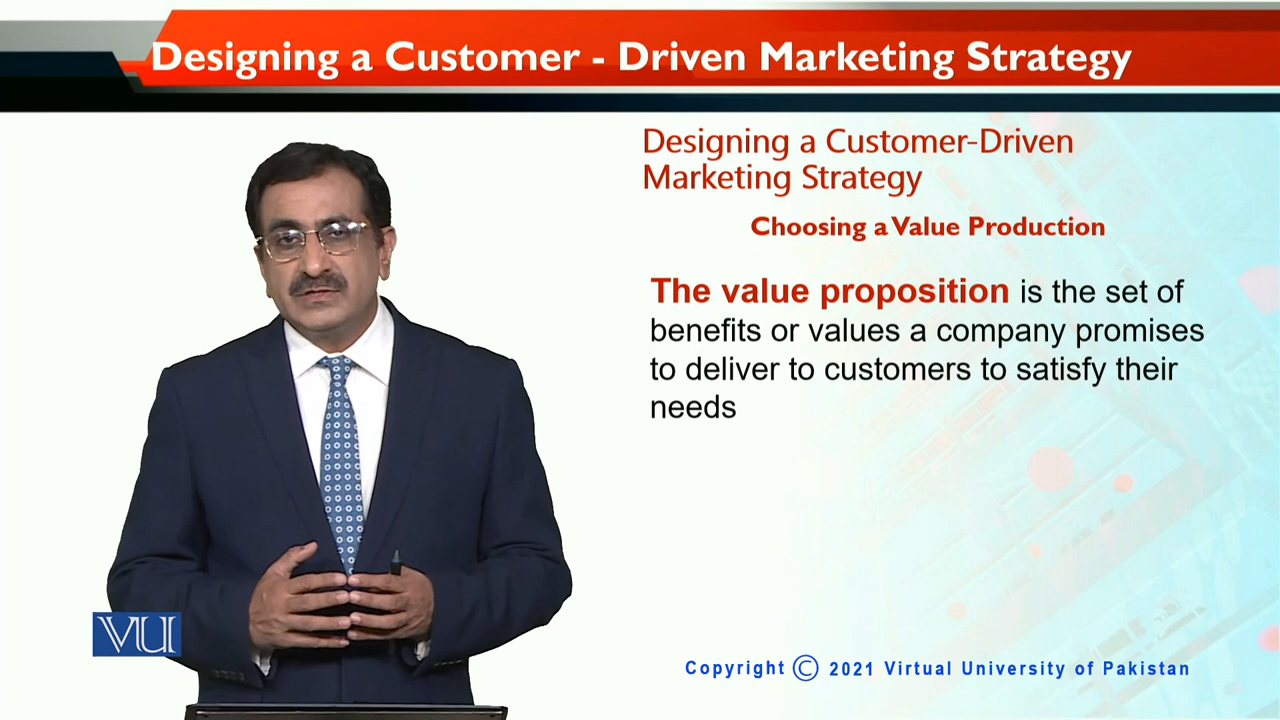 Designing a Customer - Driven Marketing Strategy
Designing a Customer-Driven
Marketing Strategy
Choosing a Value Production
The value proposition is the set of
benefits or values a company promises
to deliver to customers to satisfy their
needs
VU
Copyright © 2021 Virtual University of Pakistan